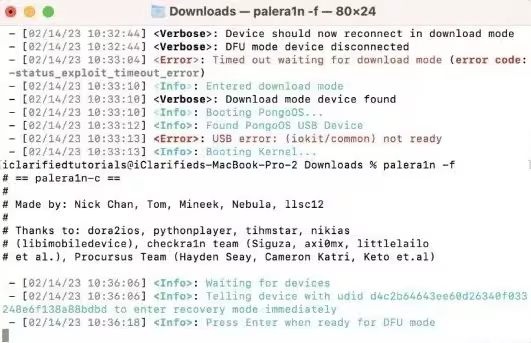 Downloads — palera1n -f — 80×24
- [02/14/23 10:32:44] <Verbose>: Device should now reconnect in download mode
- [02/14/23 10:32:44] <Verbose>: DFU mode device disconnected
- [02/14/23 10:33:04] <Error>: Timed out waiting for download mode (error code:
-status_exploit_timeout_error)
- [02/14/23 10:33:10] <Info>: Entered download mode
- [02/14/23 10:33:10] <Verbose>: Download mode device found
- [02/14/23 10:33:10] <Info>: Booting PongoOS...
- [02/14/23 10:33:12] <Info>: Found PongoOS USB Device
- [02/14/23 10:33:13] <Error>: USB error: (iokit/common) not ready
- [02/14/23 10:33:13] <Info>: Booting Kernel...
iclarifiedtutorials@iClarifieds-MacBook-Pro-2 Downloads % palera1n -f
# == palera1n-c ==
#
# Made by: Nick Chan, Tom, Mineek, Nebula, llsc12
#
# Thanks to: dora2ios, pythonplayer, tihmstar, nikias
# (libimobiledevice), checkra1n team (Siguza, axi0mx, littlelailo
# et al.), Procursus Team (Hayden Seay, Cameron Katri, Keto et.al)
- [02/14/23 10:36:06] <Info>: Waiting for devices
- [02/14/23 10:36:06] <Info>: Telling device with udid d4c2b64643ee60d26340f033
248e6f138a88bdbd to enter recovery mode immediately
- [02/14/23 10:36:18] <Info>: Press Enter when ready for DFU mode